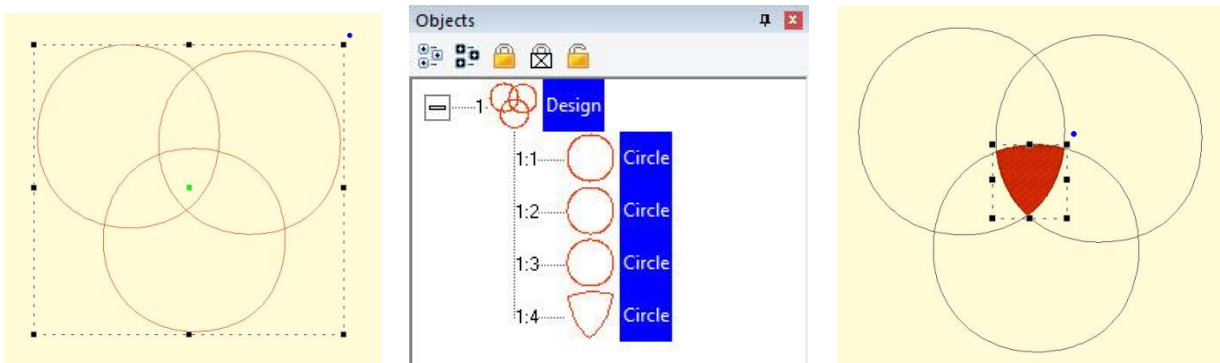 Objects
1 Design
1:1 Circle
1:2 Circle
1:3 Circle
1:4 Circle